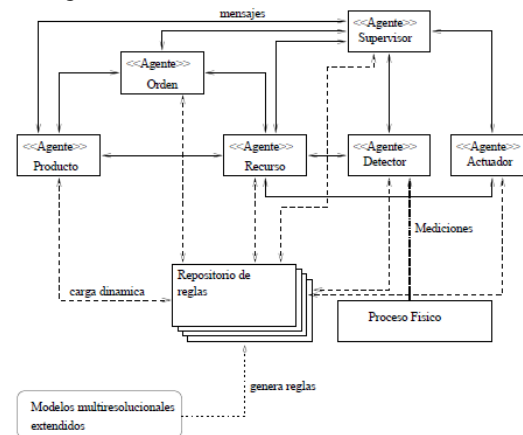 mensajes
<<Agente>>
Supervisor
<<Agente>>
Orden
<<Agente>>
Producto
<<Agente>>
Recurso
<<Agente>>
Detector
<<Agente>>
Actuador
Mediciones
Repositorio de
reglas
carga dinamica
Proceso Fisico
genera reglas
Modelos multiresolucionales
extendidos